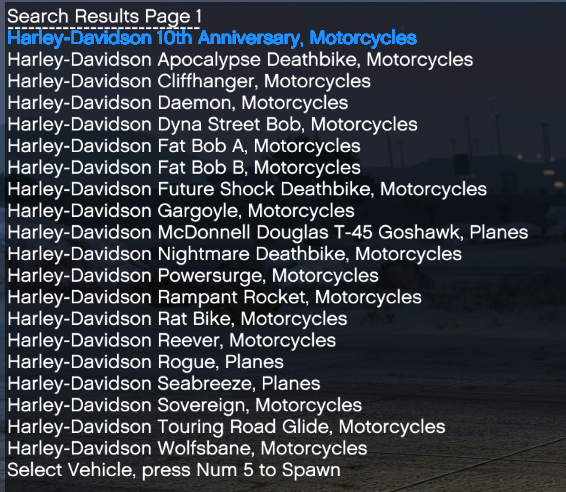 Search Results Page 1
Harley-Davidson 10th Anniversary, Motorcycles
Harley-Davidson Apocalypse Deathbike, Motorcycles
Harley-Davidson Cliffhanger, Motorcycles
Harley-Davidson Daemon, Motorcycles
Harley-Davidson Dyna Street Bob, Motorcycles
Harley-Davidson Fat Bob A, Motorcycles
Harley-Davidson Fat Bob B, Motorcycles
Harley-Davidson Future Shock Deathbike, Motorcycles
Harley-Davidson Gargoyle, Motorcycles
Harley-Davidson McDonnell Douglas T-45 Goshawk, Planes
Harley-Davidson Nightmare Deathbike, Motorcycles
Harley-Davidson Powersurge, Motorcycles
Harley-Davidson Rampant Rocket, Motorcycles
Harley-Davidson Rat Bike, Motorcycles
Harley-Davidson Reever, Motorcycles
Harley-Davidson Rogue, Planes
Harley-Davidson Seabreeze, Planes
Harley-Davidson Sovereign, Motorcycles
Harley-Davidson Touring Road Glide, Motorcycles
Harley-Davidson Wolfsbane, Motorcycles
Select Vehicle, press Num 5 to Spawn